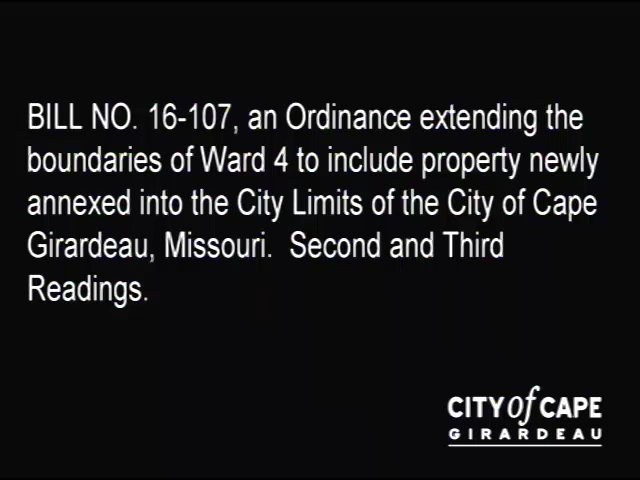 BILL NO. 16-107, an Ordinance extending the
boundaries of Ward 4 to include property newly
annexed into the City Limits of the City of Cape
Girardeau, Missouri.  Second and Third
Readings.
CITY of CAPE
GIRARDEAU